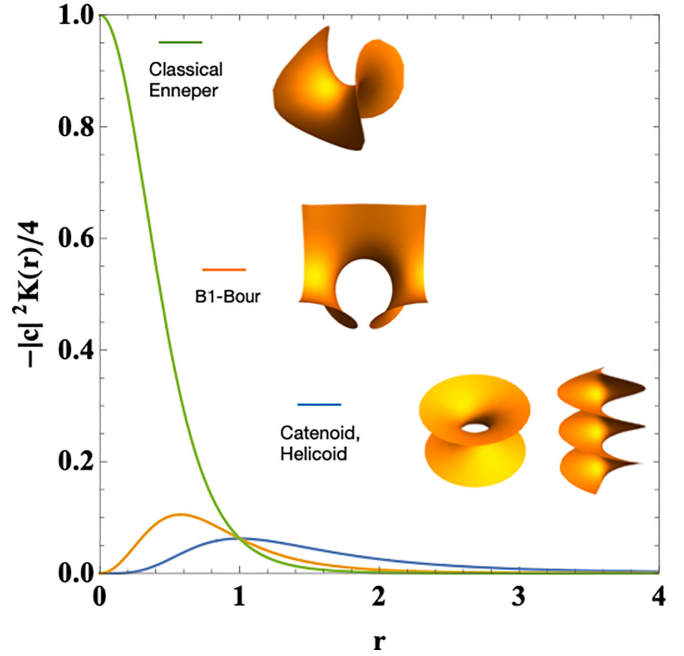 1.0
Classical
Enneper
0.8
0.6
B1-Bour
0.4
Catenoid,
Helicoid
0.2
0.0
0 1 2 3 4
r
−|c| ²K(r)/4